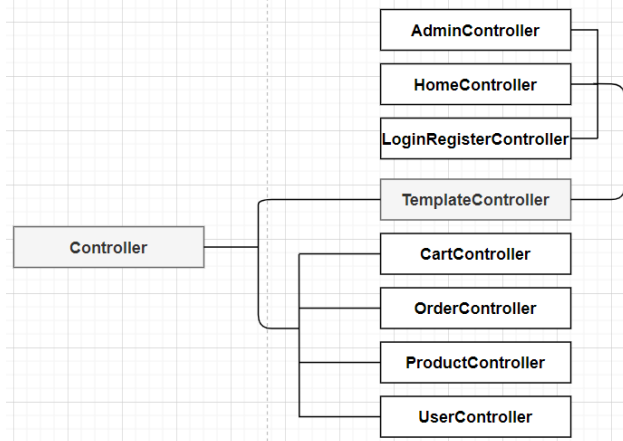 AdminController
HomeController
LoginRegisterController
TemplateController
Controller
CartController
OrderController
ProductController
UserController